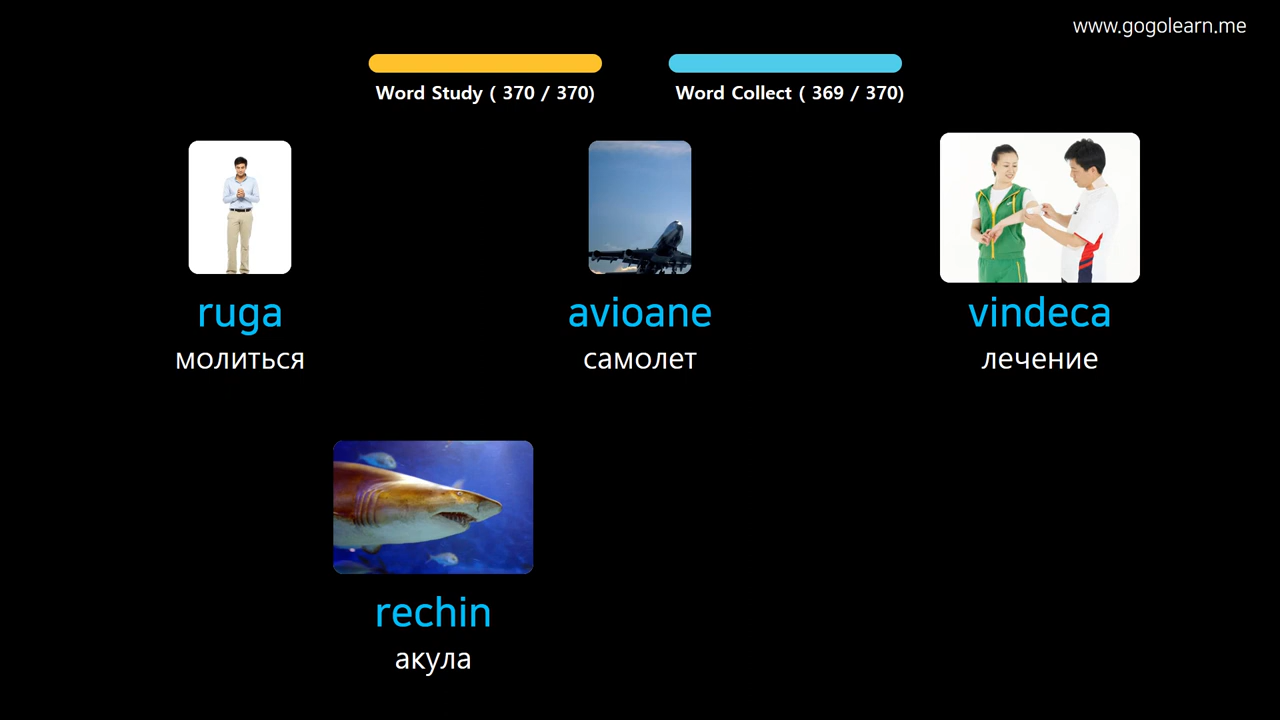 www.gogolearn.me
Word Study ( 370 / 370)
Word Collect ( 369 / 370)
ruga
молиться
avioane
самолет
vindeca
лечение
rechin
акула